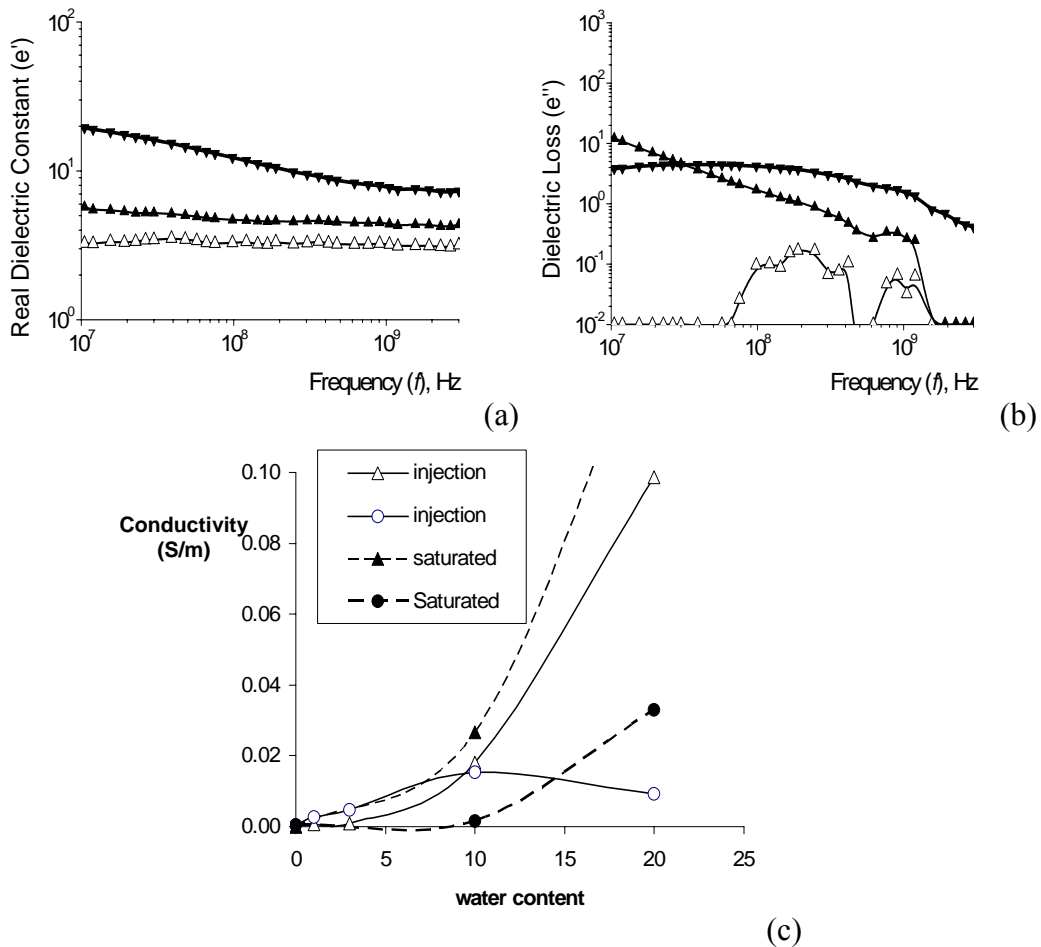 10²
Real Dielectric Constant (e')
10¹
10⁰
10⁷ 10⁸ 10⁹
Frequency (f), Hz
(a)
10³
10²
10¹
10⁰
10⁻¹
10⁻²
Dielectric Loss (e")
10⁷ 10⁸ 10⁹
Frequency (f), Hz
(b)
injection
injection
saturated
Saturated
Conductivity
(S/m)
0.10
0.08
0.06
0.04
0.02
0.00
0 5 10 15 20 25
water content
(c)